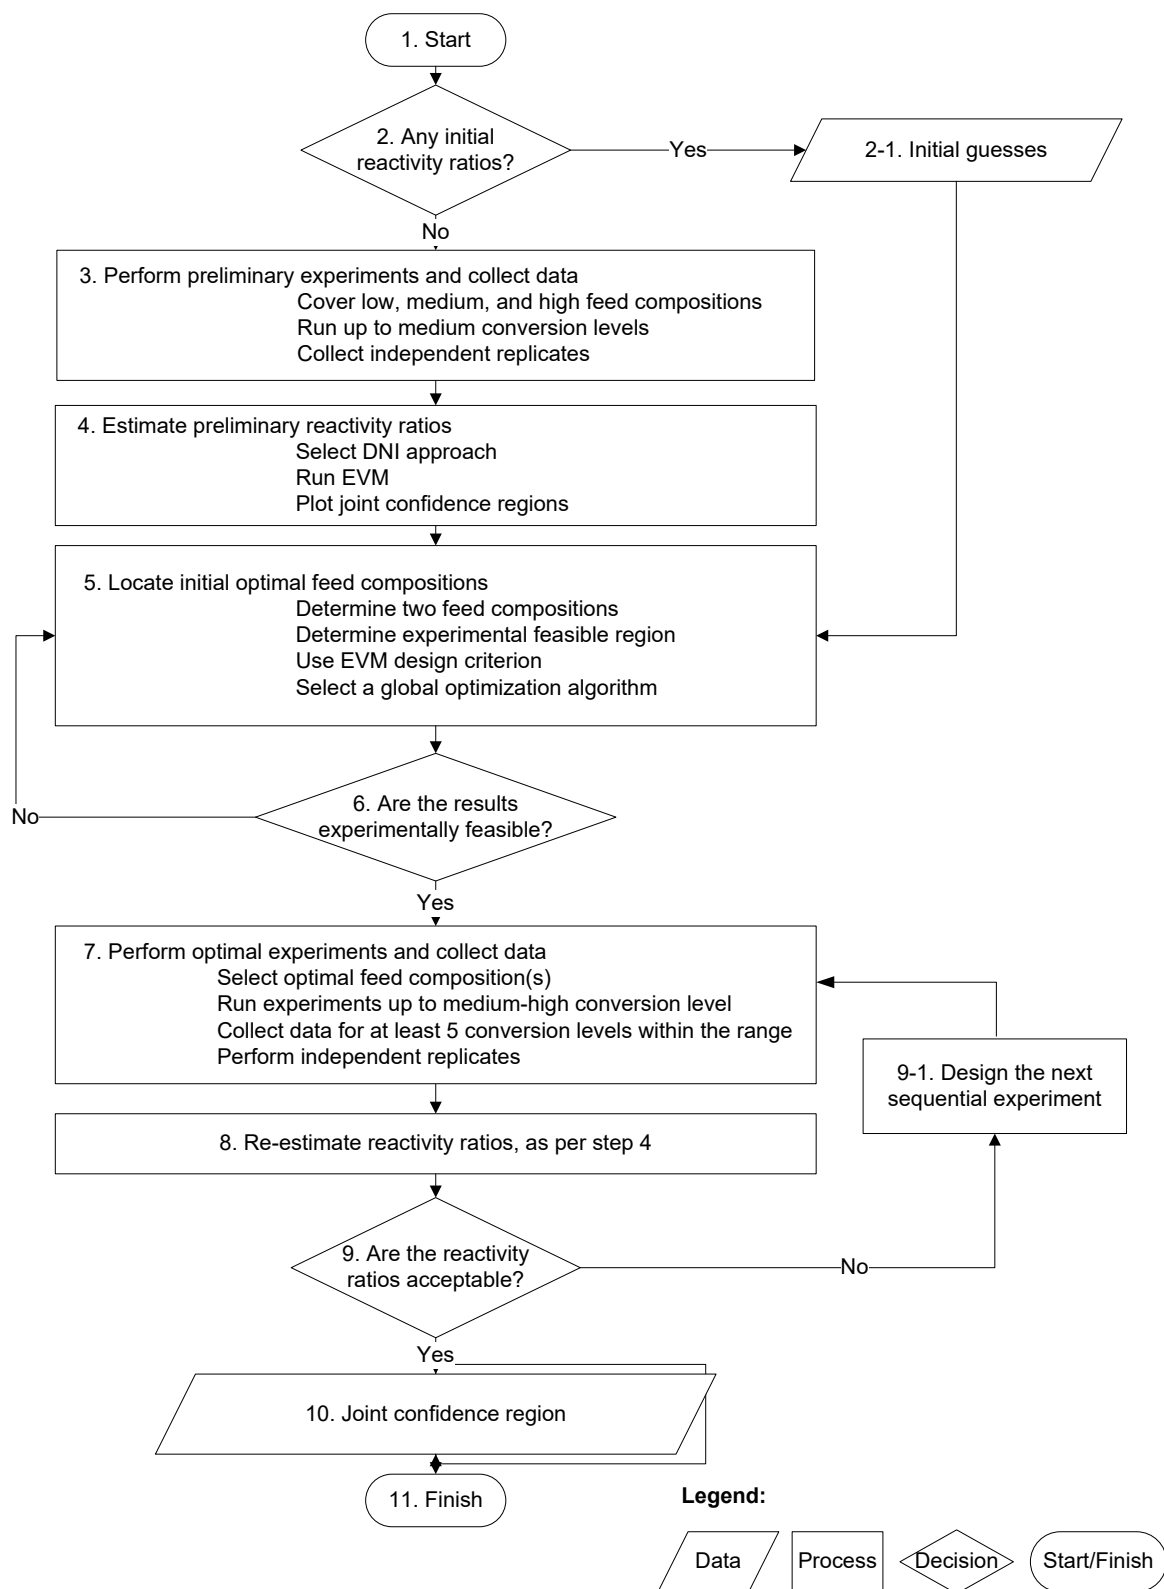 1. Start
2. Any initial
reactivity ratios?
Yes
2-1. Initial guesses
No
3. Perform preliminary experiments and collect data
Cover low, medium, and high feed compositions
Run up to medium conversion levels
Collect independent replicates
4. Estimate preliminary reactivity ratios
Select DNI approach
Run EVM
Plot joint confidence regions
5. Locate initial optimal feed compositions
Determine two feed compositions
Determine experimental feasible region
Use EVM design criterion
Select a global optimization algorithm
6. Are the results
experimentally feasible?
No
Yes
7. Perform optimal experiments and collect data
Select optimal feed composition(s)
Run experiments up to medium-high conversion level
Collect data for at least 5 conversion levels within the range
Perform independent replicates
9-1. Design the next
sequential experiment
8. Re-estimate reactivity ratios, as per step 4
9. Are the reactivity
ratios acceptable?
No
Yes
10. Joint confidence region
11. Finish
Legend:
Data
Process
Decision
Start/Finish